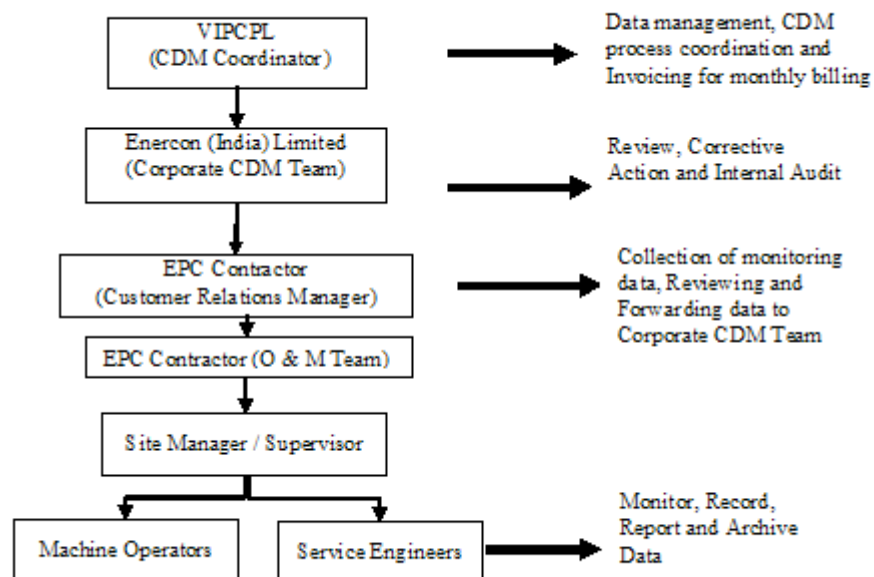 VIPCPL
(CDM Coordinator)
Data management, CDM
process coordination and
Invoicing for monthly billing
Enercon (India) Limited
(Corporate CDM Team)
Review, Corrective
Action and Internal Audit
EPC Contractor
(Customer Relations Manager)
Collection of monitoring
data, Reviewing and
Forwarding data to
Corporate CDM Team
EPC Contractor (O & M Team)
Site Manager / Supervisor
Machine Operators
Service Engineers
Monitor, Record,
Report and Archive
Data